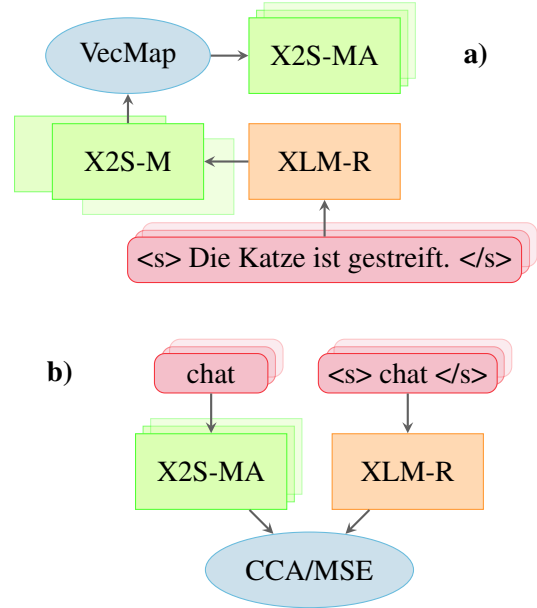 VecMap
X2S-MA
a)
X2S-M
XLM-R
<s> Die Katze ist gestreift. </s>
b)
chat
<s> chat </s>
X2S-MA
XLM-R
CCA/MSE